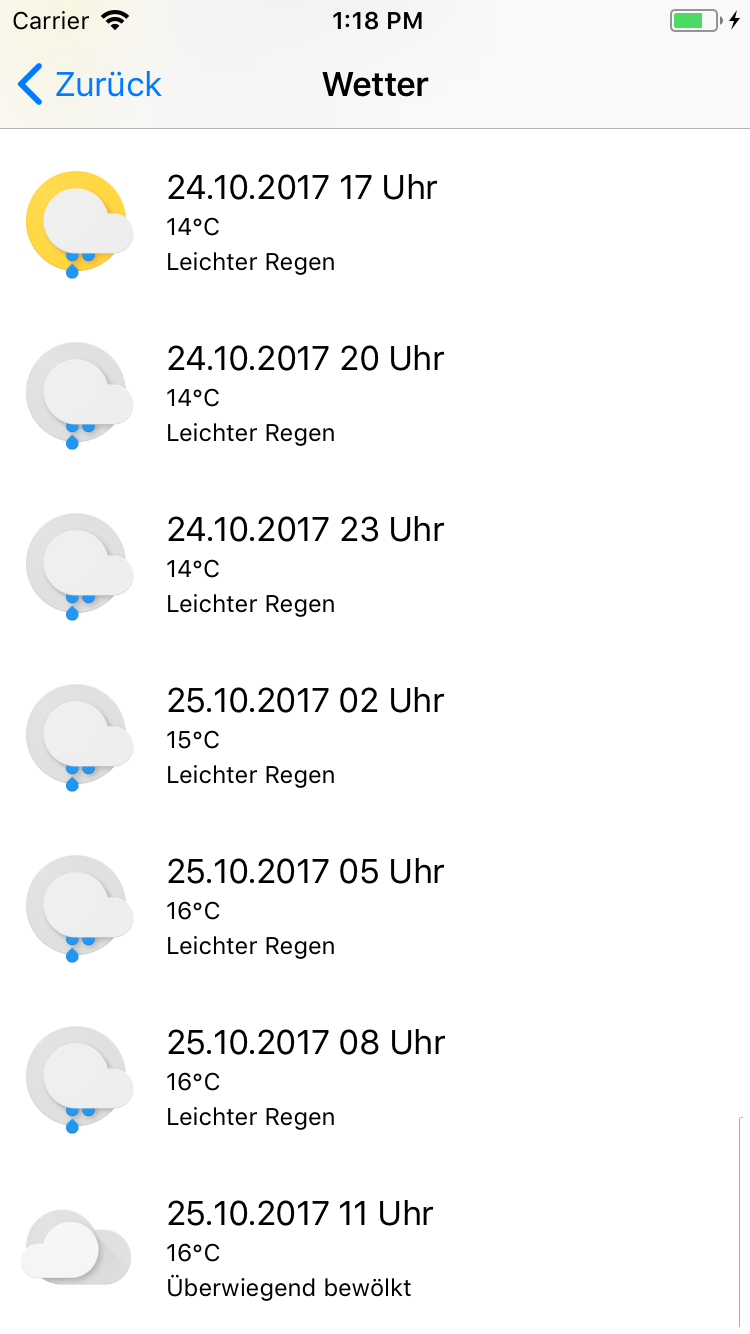 Carrier 1:18 PM
Zurück Wetter
24.10.2017 17 Uhr
14°C
Leichter Regen
24.10.2017 20 Uhr
14°C
Leichter Regen
24.10.2017 23 Uhr
14°C
Leichter Regen
25.10.2017 02 Uhr
15°C
Leichter Regen
25.10.2017 05 Uhr
16°C
Leichter Regen
25.10.2017 08 Uhr
16°C
Leichter Regen
25.10.2017 11 Uhr
16°C
Überwiegend bewölkt